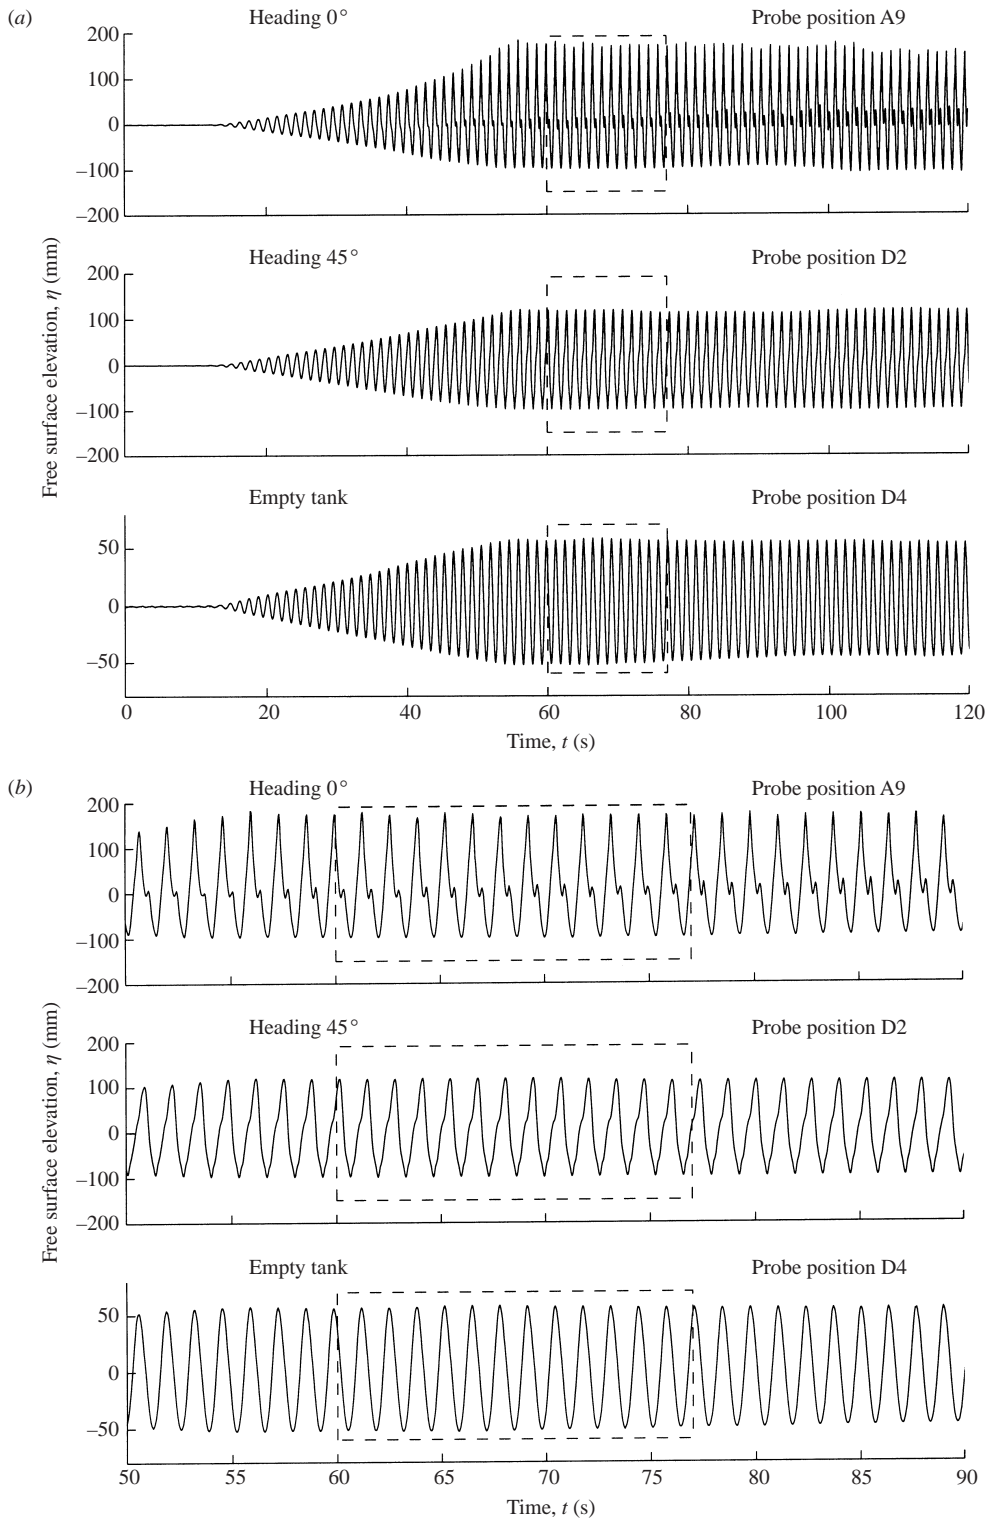 (a)
Heading 0°
Probe position A9
200
100
0
–100
–200
Heading 45°
Probe position D2
200
100
0
–100
–200
Free surface elevation, η (mm)
Empty tank
Probe position D4
50
0
–50
0 20 40 60 80 100 120
Time, t (s)
(b)
Heading 0°
Probe position A9
200
100
0
–100
–200
Heading 45°
Probe position D2
200
100
0
–100
–200
Free surface elevation, η (mm)
Empty tank
Probe position D4
50
0
–50
50 55 60 65 70 75 80 85 90
Time, t (s)